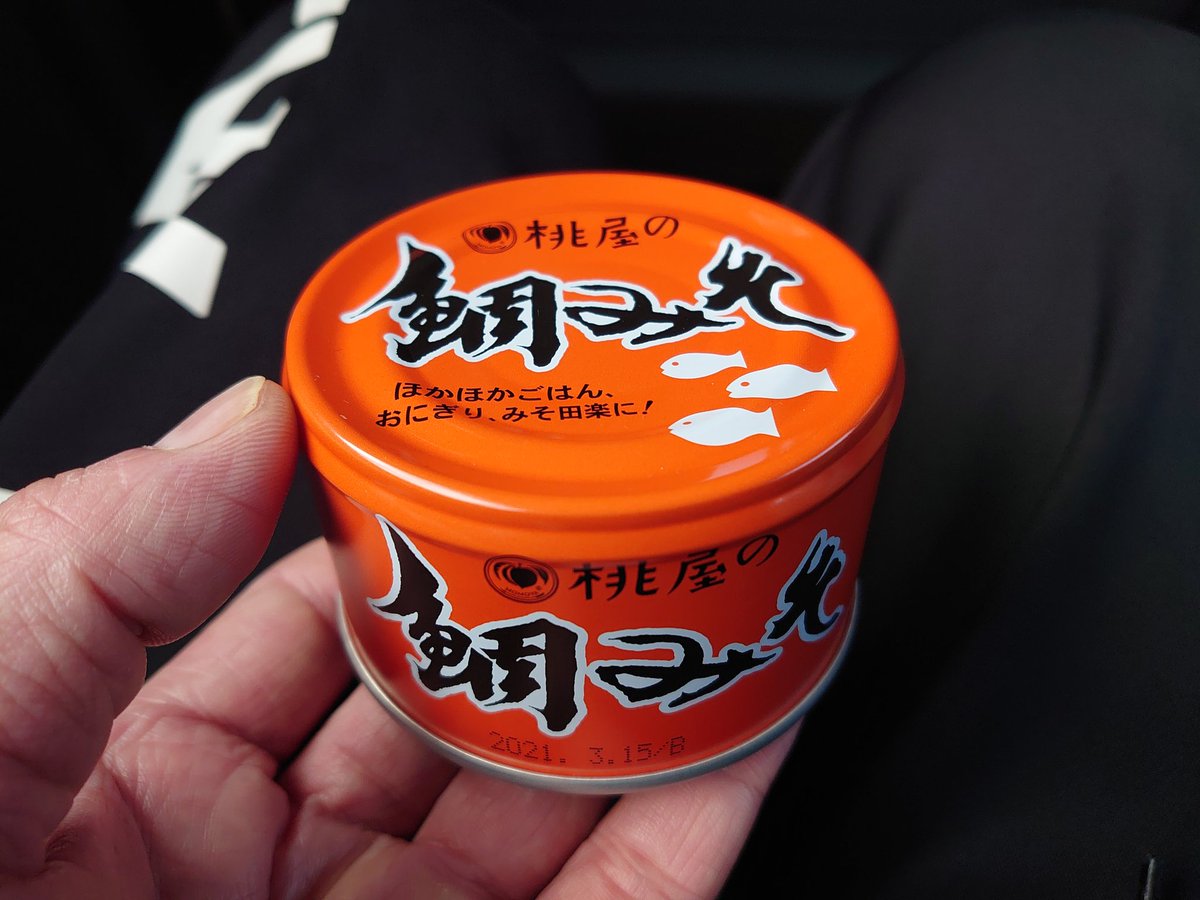 桃屋の
鯛みそ
ほかほかごはん、
おにぎり、みそ田楽に!
桃屋の
鯛みそ
2021. 3.15/B